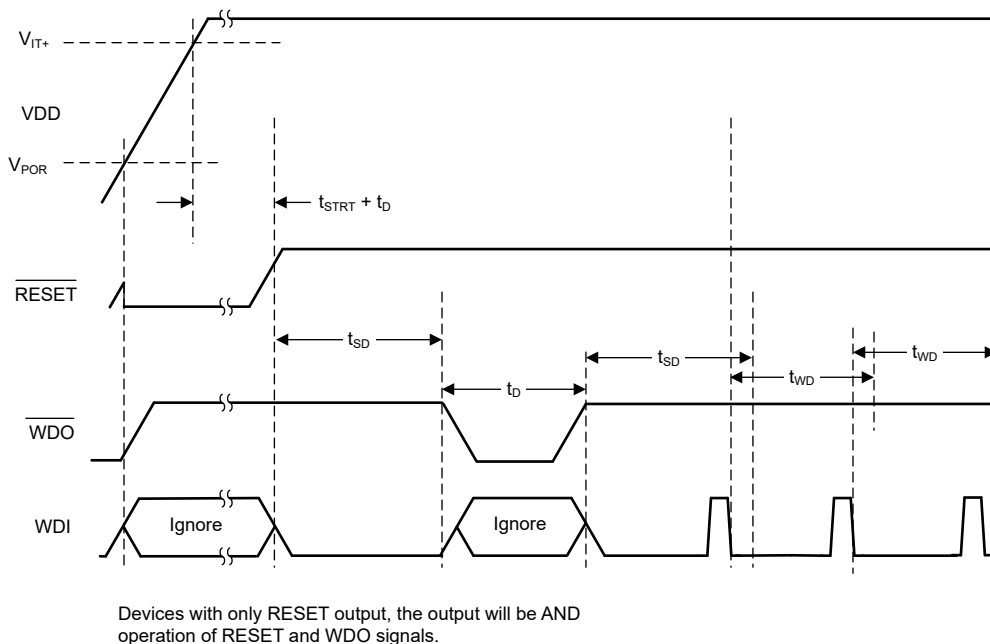 V_IT+
VDD
V_POR
t_STRT + t_D
RESET
t_SD
t_SD
t_WD
t_WD
t_D
WDO
WDI
Ignore
Ignore
Devices with only RESET output, the output will be AND
operation of RESET and WDO signals.